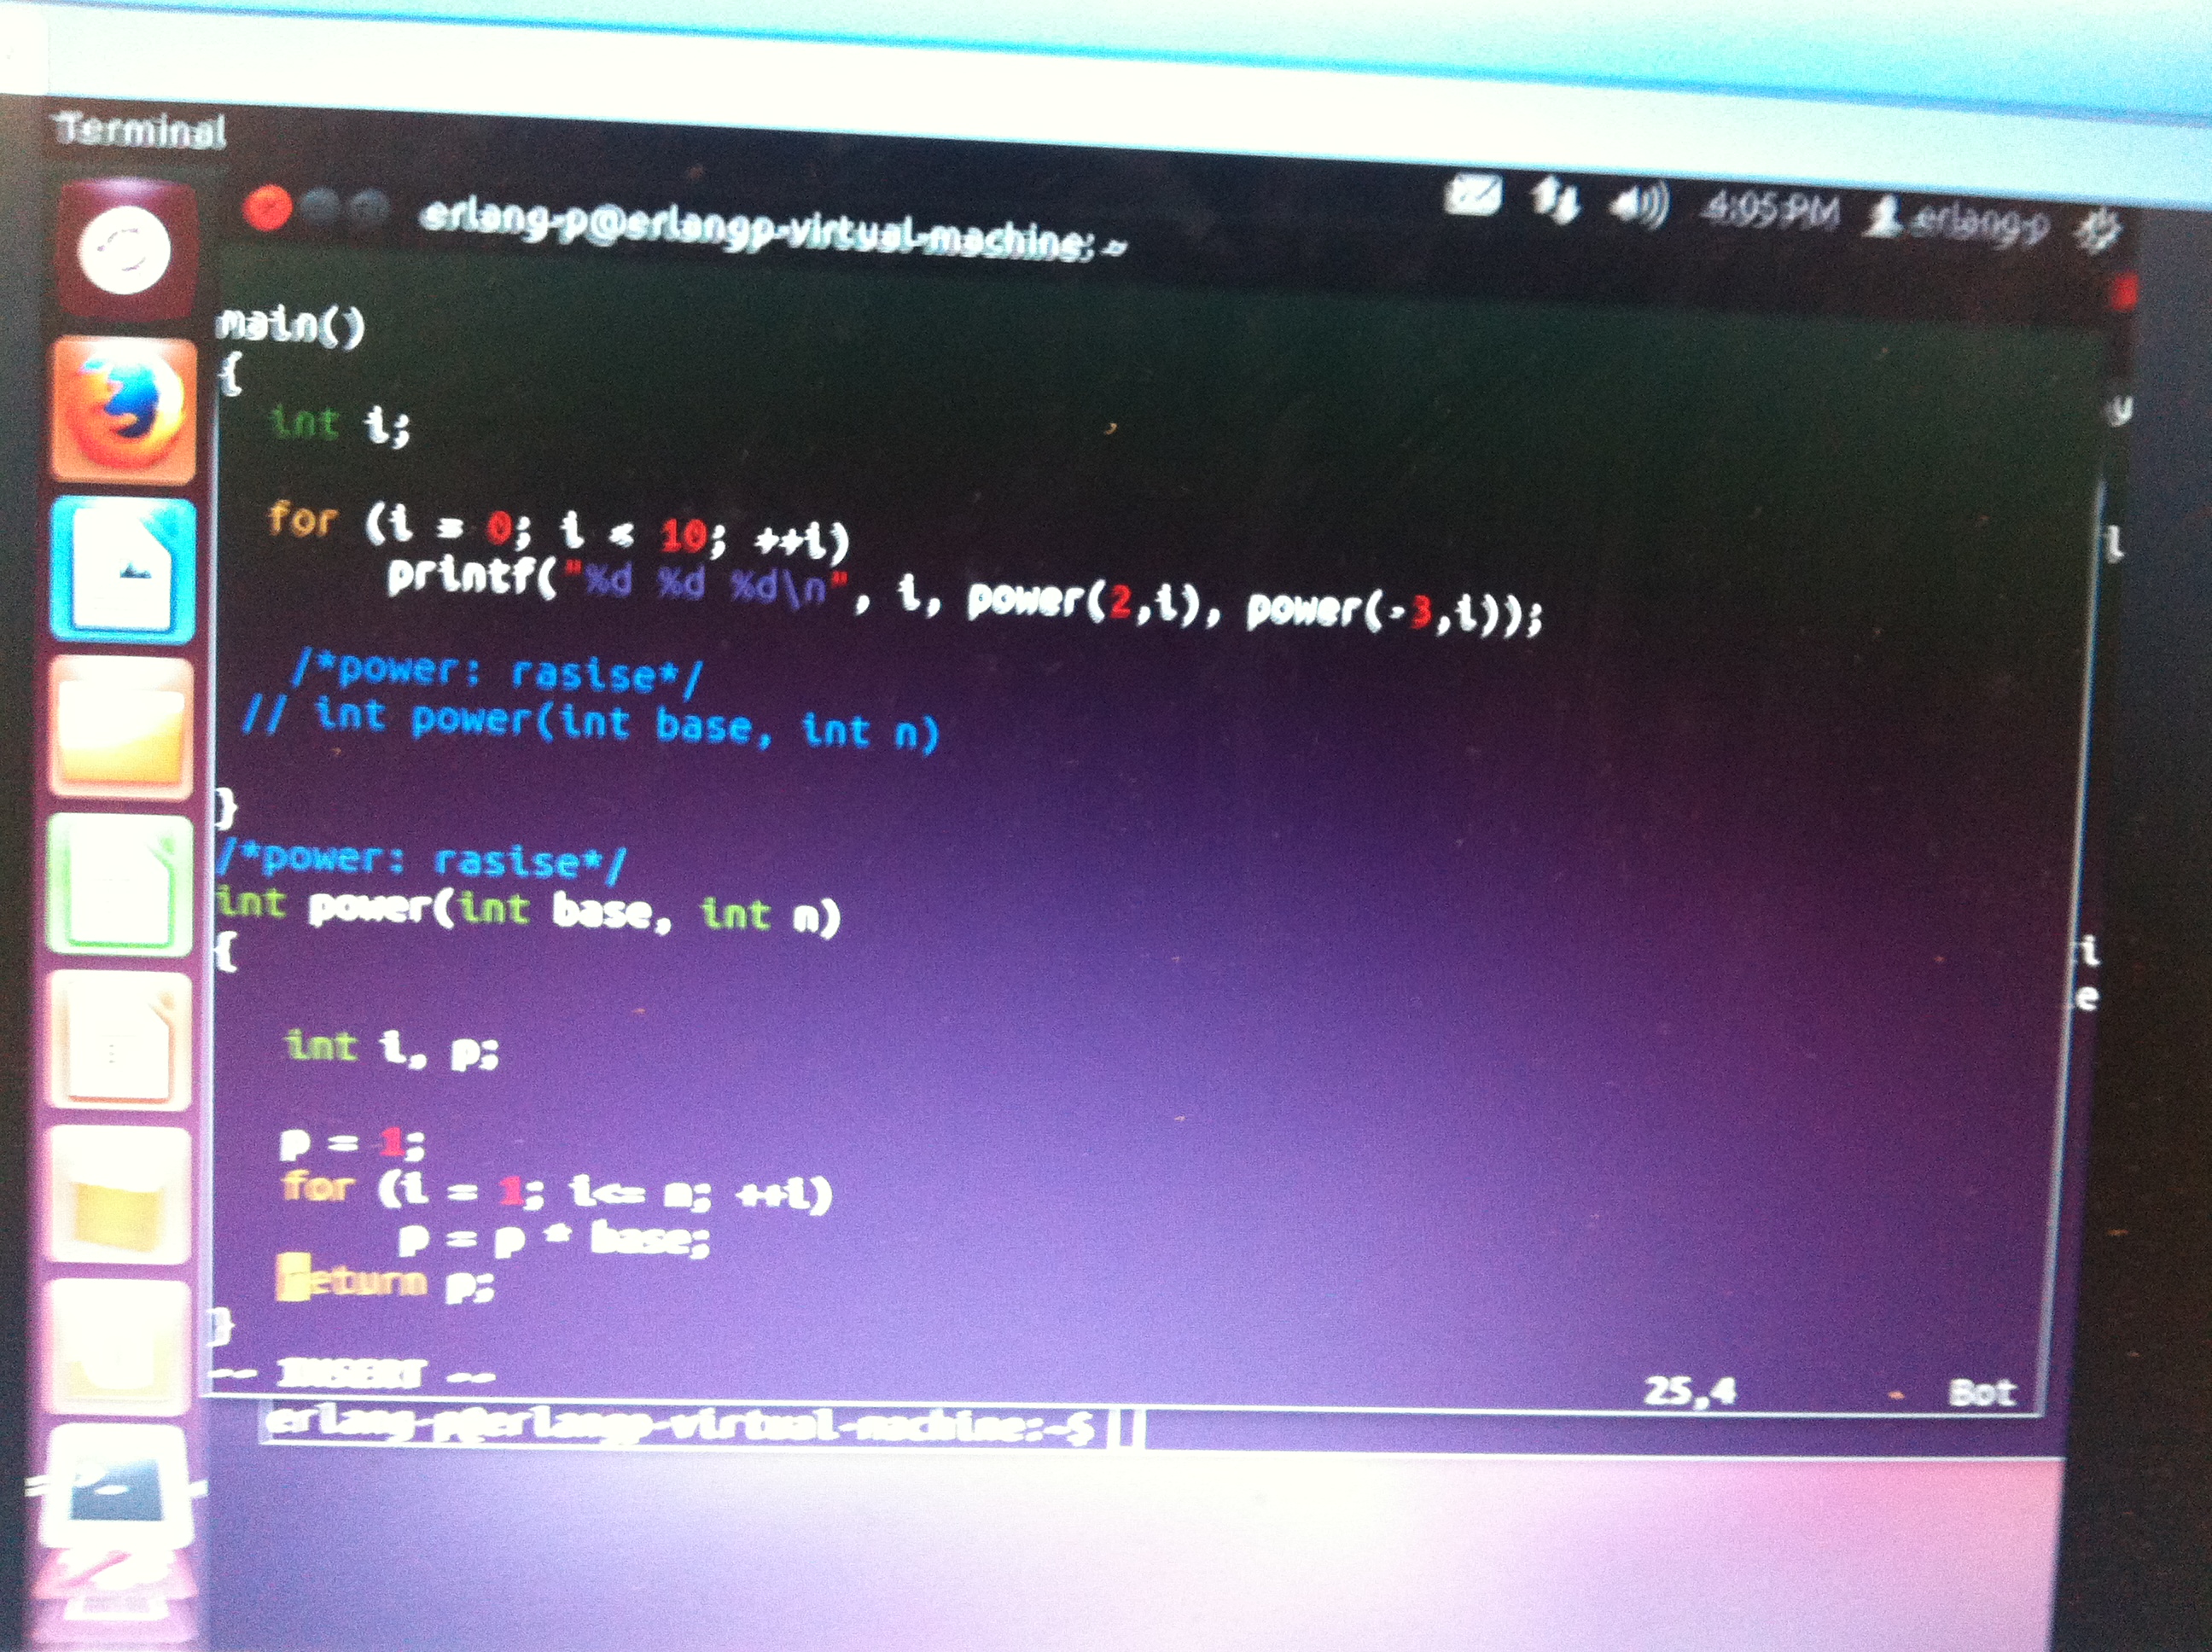 Terminal
erlang-p@erlangp-virtual-machine: ~
4:05 PM erlang-p
main()
{
int i;
for (i = 0; i < 10; ++i)
printf("%d %d %d\n", i, power(2,i), power(-3,i));
/*power: rasise*/
// int power(int base, int n)
}
/*power: rasise*/
int power(int base, int n)
{
int i, p;
p = 1;
for (i = 1; i<= n; ++i)
p = p * base;
return p;
}
-- INSERT --
25,4
Bot
erlang-p@erlangp-virtual-machine:~$
y
l
i
e